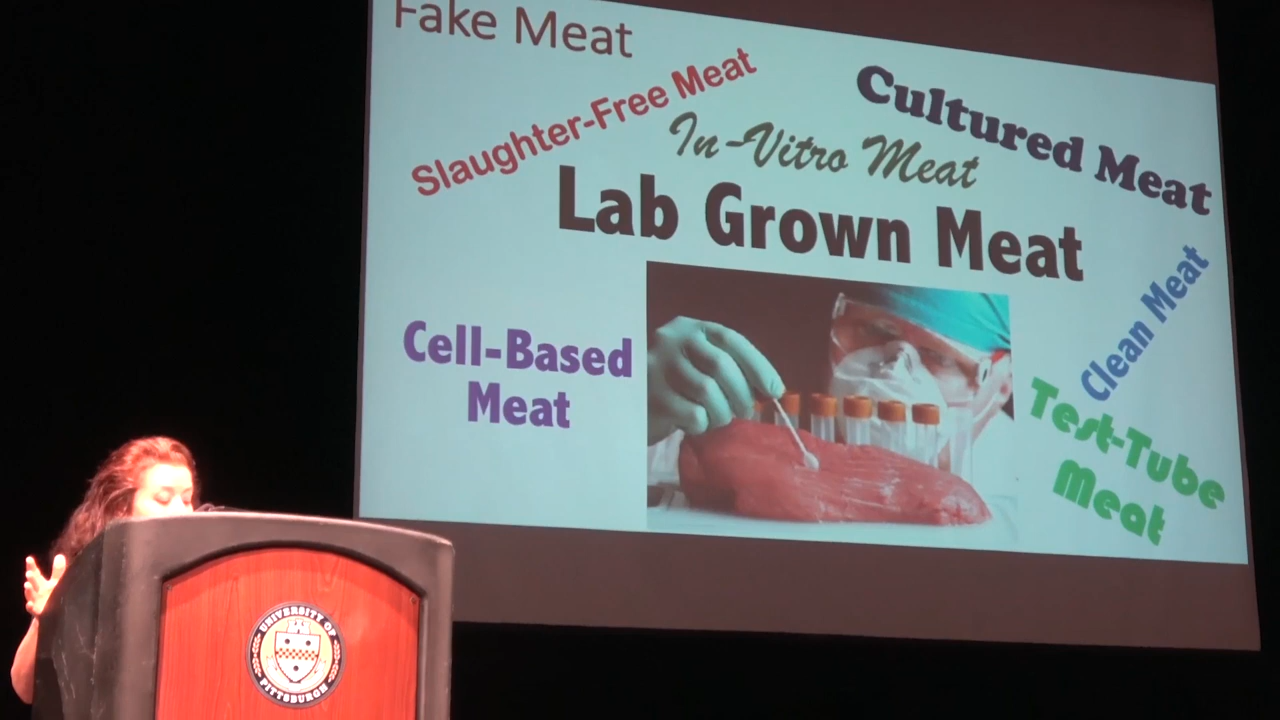 Fake Meat
Slaughter-Free Meat
Cultured Meat
In-Vitro Meat
Lab Grown Meat
Clean Meat
Cell-Based
Meat
Test-Tube
Meat
UNIVERSITY OF
PITTSBURGH